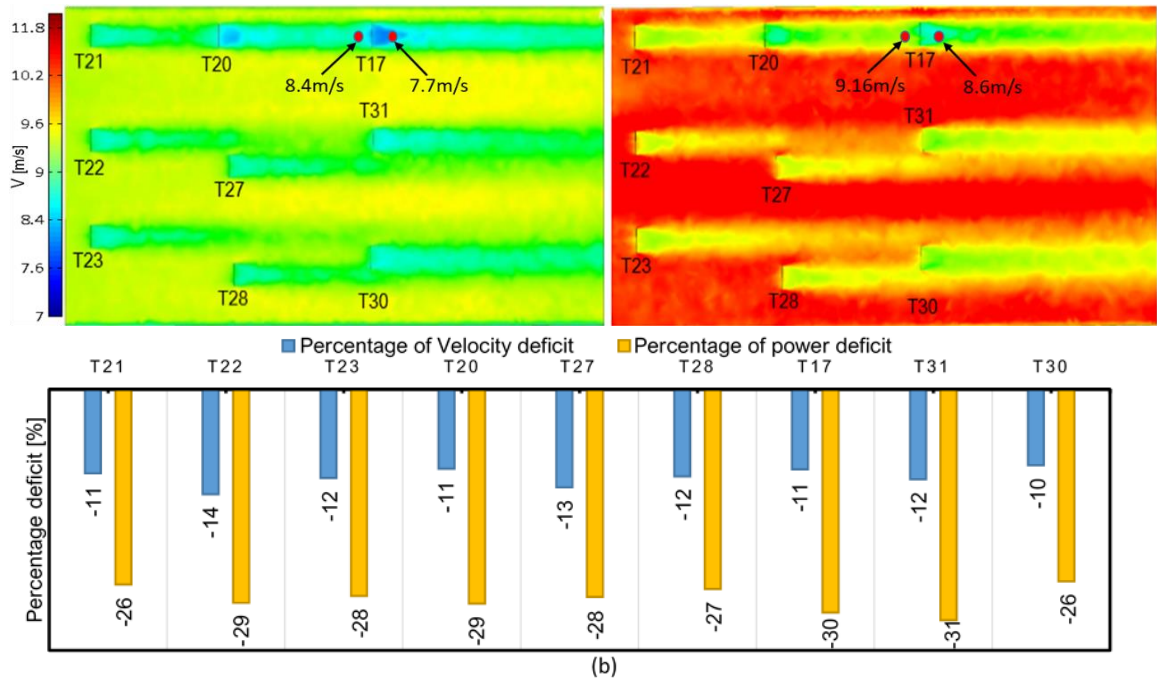 11.8
10.2
9.6
9
8.4
7.6
7
V [m/s]
T21
T20
T17
8.4m/s
7.7m/s
T31
T22
T27
T23
T28
T30
T21
T20
T17
9.16m/s
8.6m/s
T31
T22
T27
T23
T28
T30
Percentage of Velocity deficit
Percentage of power deficit
T21 T22 T23 T20 T27 T28 T17 T31 T30
Percentage deficit [%]
-11 -26 -14 -29 -12 -28 -11 -29 -13 -28 -12 -27 -11 -30 -12 -31 -10 -26
(b)